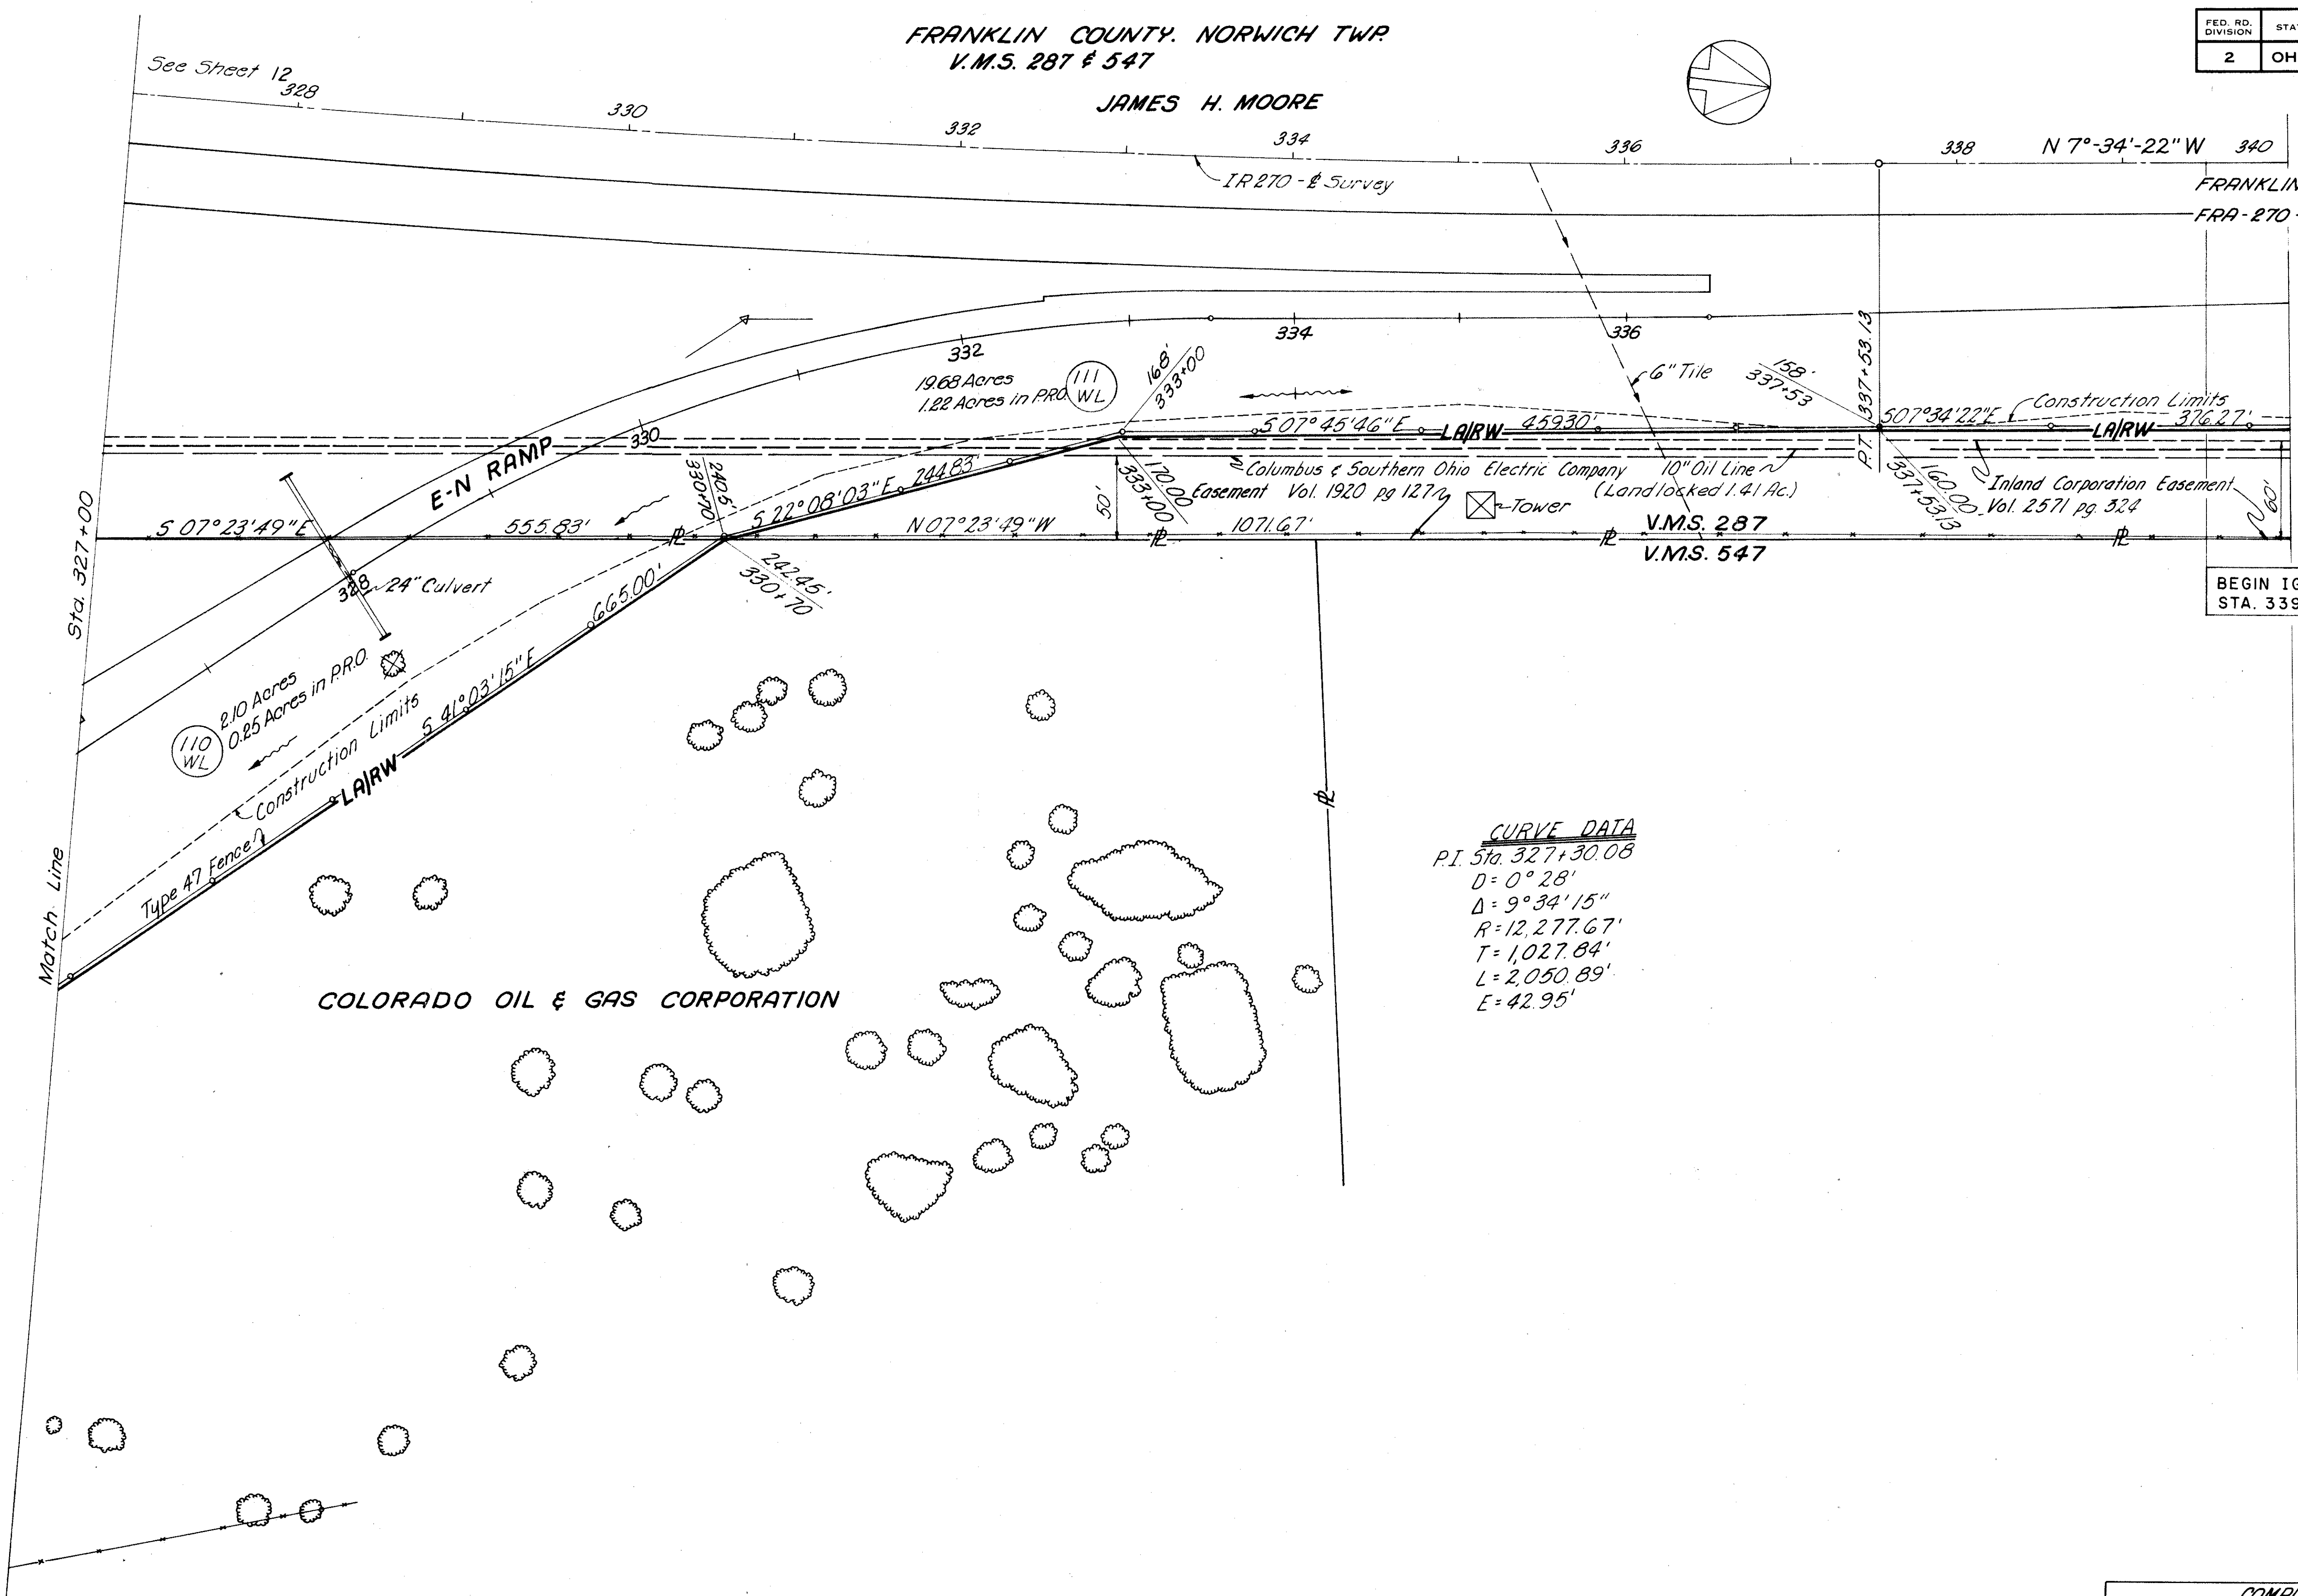 FRANKLIN COUNTY. NORWICH TWP.
V.M.S. 287 & 547
JAMES H. MOORE
FED. RD. DIVISION
2
OH
See Sheet 12
328
330
332
334
336
338
N 7°-34'-22" W
340
IR 270 - ℄ Survey
FRANKLIN
FRA-270-
332
334
336
330
328
19.68 Acres
1.22 Acres in P.R.O.
111
WL
168'
333+00
6" Tile
158'
337+53
P.T. 337+53.13
S07°34'22"E
Construction Limits
376.27'
S 07°45'46" E
LA/RW
459.30'
LA/RW
E-N RAMP
240.5'
330+70
S 22°08'03" E
244.83'
170.00'
333+00
Columbus & Southern Ohio Electric Company
Easement Vol. 1920 pg 127
10" Oil Line
(Landlocked 1.41 Ac.)
Tower
50'
160.00'
337+53.13
Inland Corporation Easement
Vol. 2571 pg. 324
60'
Sta. 327+00
S 07°23'49" E
555.83'
℄
N 07°23'49" W
1071.67'
V.M.S. 287
V.M.S. 547
24" Culvert
242.45'
330+70
BEGIN
STA. 339
2.10 Acres
0.25 Acres in P.R.O.
110
WL
665.00'
S 41°03'15" E
Construction Limits
LA/RW
Type 47 Fence
Match Line
COLORADO OIL & GAS CORPORATION
CURVE DATA
P.I. Sta. 327+30.08
D = 0° 28'
Δ = 9° 34' 15"
R = 12,277.67'
T = 1,027.84'
L = 2,050.89'
E = 42.95'